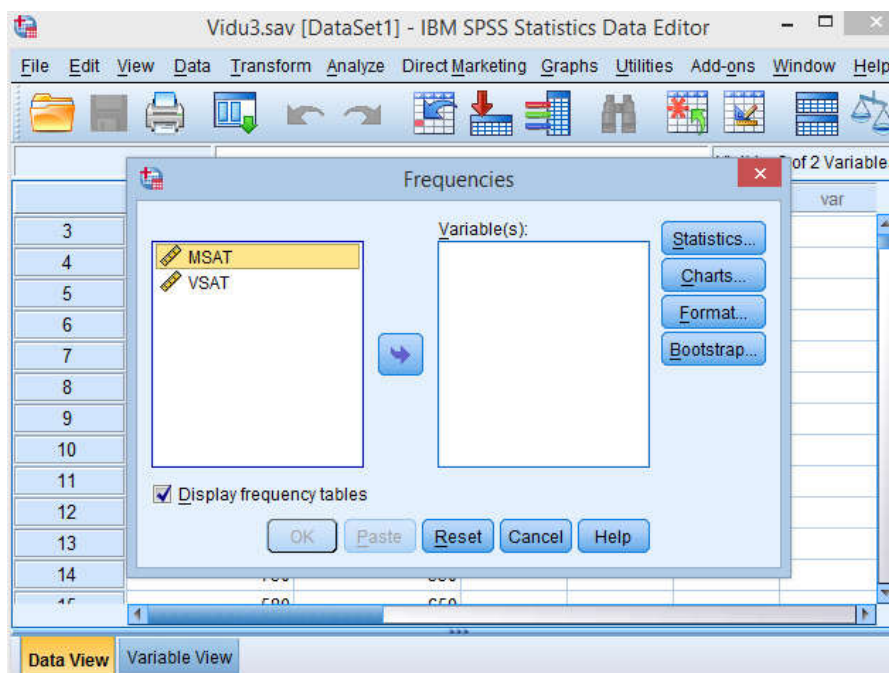 Vidu3.sav [DataSet1] - IBM SPSS Statistics Data Editor
File Edit View Data Transform Analyze Direct Marketing Graphs Utilities Add-ons Window Help
of 2 Variable
Frequencies
var
Variable(s):
MSAT
VSAT
Statistics...
Charts...
Format...
Bootstrap...
3
4
5
6
7
8
9
10
11
12
13
14
Display frequency tables
OK Paste Reset Cancel Help
Data View Variable View